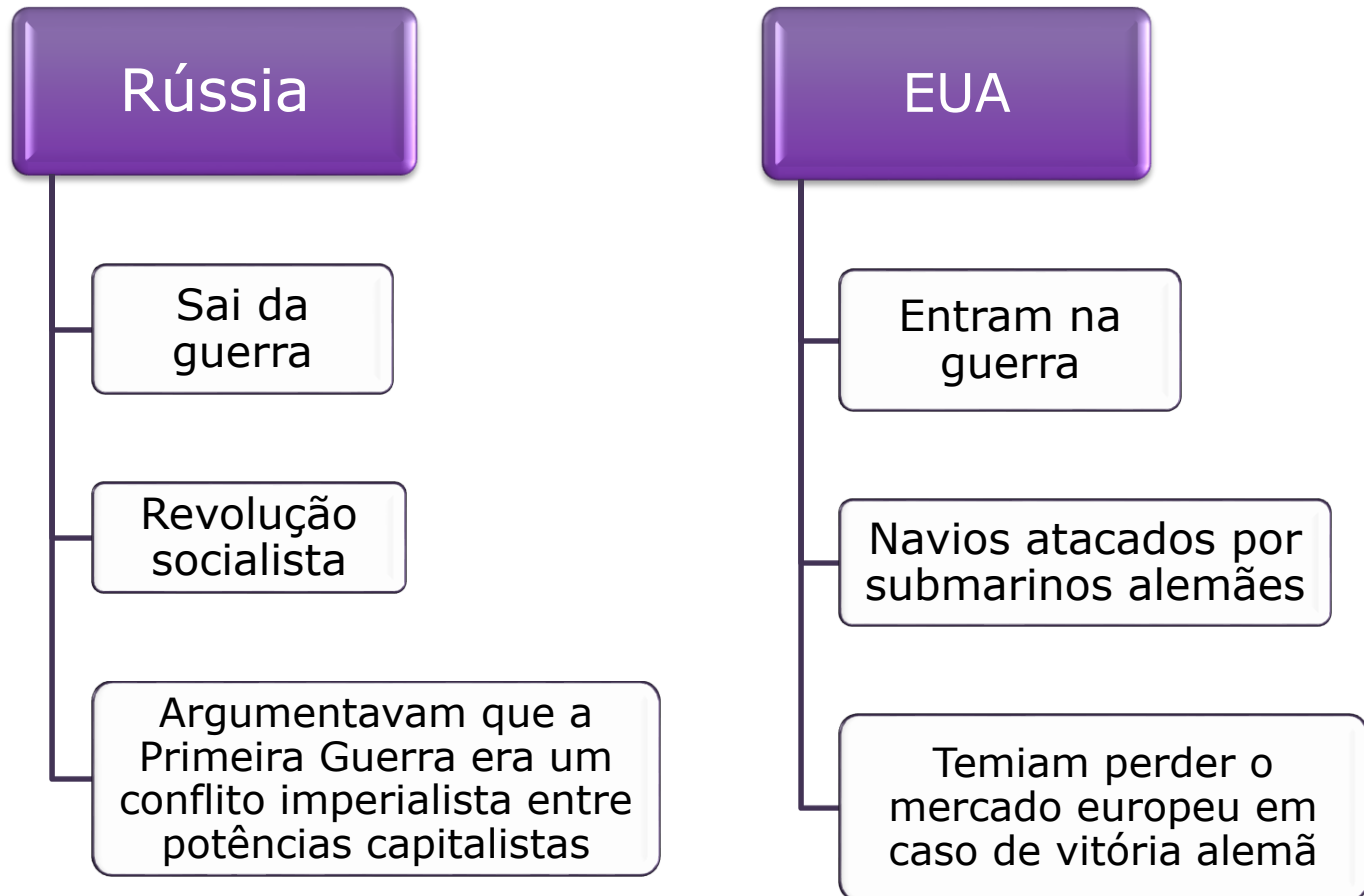 Rússia
Sai da
guerra
Revolução
socialista
Argumentavam que a
Primeira Guerra era um
conflito imperialista entre
potências capitalistas
EUA
Entram na
guerra
Navios atacados por
submarinos alemães
Temiam perder o
mercado europeu em
caso de vitória alemã